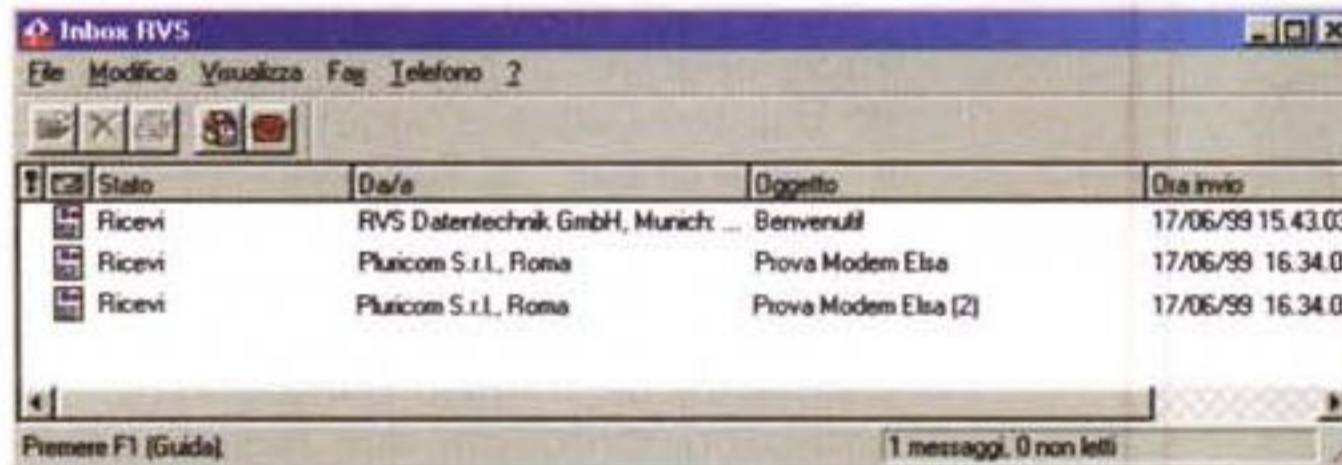 Inbox RVS
File Modifica Visualizza Fax Telefono ?
! Stato Da/a Oggetto Ora invio
Ricevi RVS Datentechnik GmbH, Munich: ... Benvenuti! 17/06/99 15.43.03
Ricevi Pluricom S.r.l., Roma Prova Modem Elsa 17/06/99 16.34.0
Ricevi Pluricom S.r.l., Roma Prova Modem Elsa (2) 17/06/99 16.34.0
Premere F1 (Guida). 1 messaggi, 0 non letti